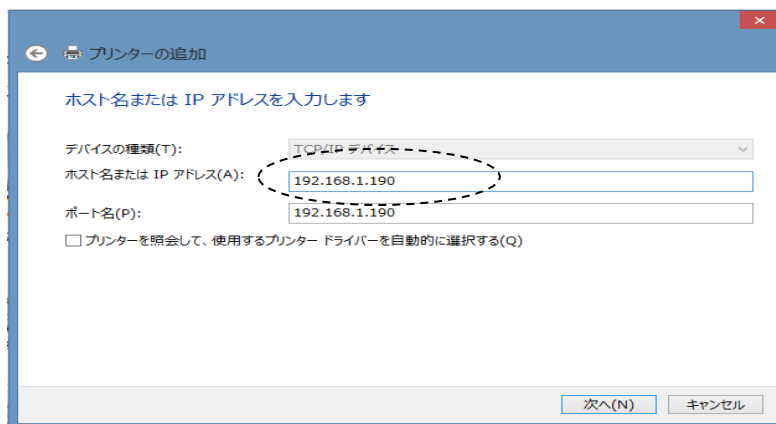 プリンターの追加
ホスト名または IP アドレスを入力します
デバイスの種類(T):
TCP/IP デバイス
ホスト名または IP アドレス(A):
192.168.1.190
ポート名(P):
192.168.1.190
プリンターを照会して、使用するプリンター ドライバーを自動的に選択する(Q)
次へ(N)
キャンセル